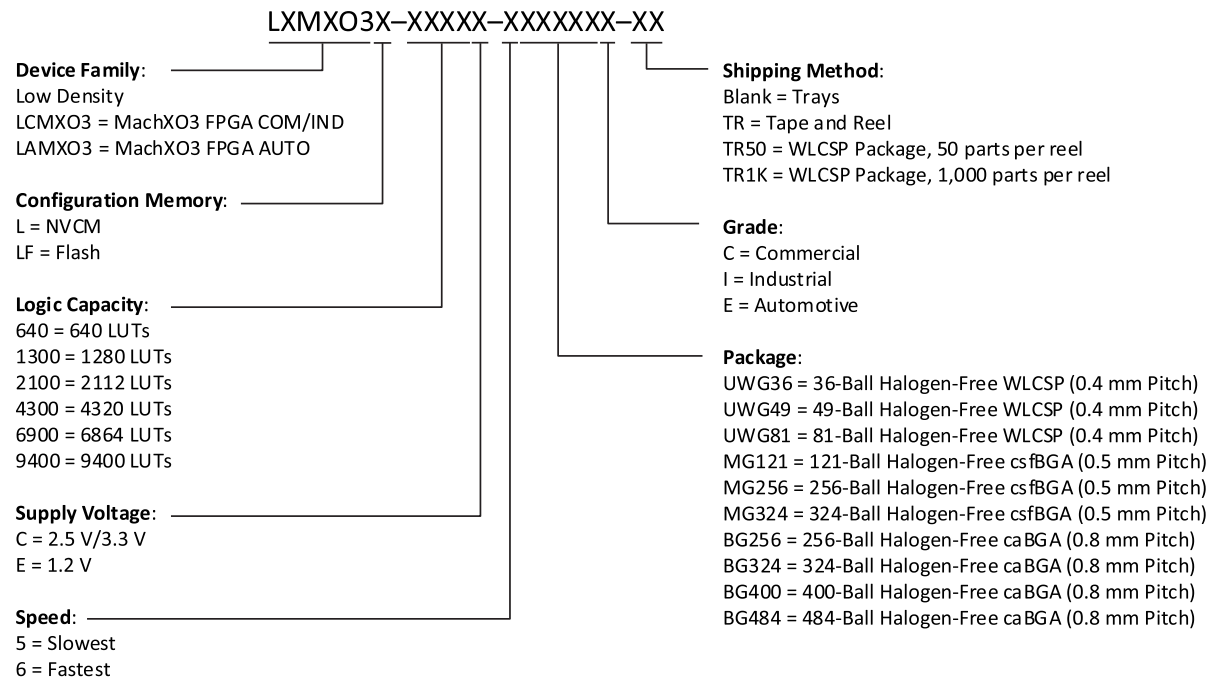 LXMXO3X–XXXXX–XXXXXXX–XX
Device Family:
Low Density
LCMXO3 = MachXO3 FPGA COM/IND
LAMXO3 = MachXO3 FPGA AUTO
Configuration Memory:
L = NVCM
LF = Flash
Logic Capacity:
640 = 640 LUTs
1300 = 1280 LUTs
2100 = 2112 LUTs
4300 = 4320 LUTs
6900 = 6864 LUTs
9400 = 9400 LUTs
Supply Voltage:
C = 2.5 V/3.3 V
E = 1.2 V
Speed:
5 = Slowest
6 = Fastest
Shipping Method:
Blank = Trays
TR = Tape and Reel
TR50 = WLCSP Package, 50 parts per reel
TR1K = WLCSP Package, 1,000 parts per reel
Grade:
C = Commercial
I = Industrial
E = Automotive
Package:
UWG36 = 36-Ball Halogen-Free WLCSP (0.4 mm Pitch)
UWG49 = 49-Ball Halogen-Free WLCSP (0.4 mm Pitch)
UWG81 = 81-Ball Halogen-Free WLCSP (0.4 mm Pitch)
MG121 = 121-Ball Halogen-Free csfBGA (0.5 mm Pitch)
MG256 = 256-Ball Halogen-Free csfBGA (0.5 mm Pitch)
MG324 = 324-Ball Halogen-Free csfBGA (0.5 mm Pitch)
BG256 = 256-Ball Halogen-Free caBGA (0.8 mm Pitch)
BG324 = 324-Ball Halogen-Free caBGA (0.8 mm Pitch)
BG400 = 400-Ball Halogen-Free caBGA (0.8 mm Pitch)
BG484 = 484-Ball Halogen-Free caBGA (0.8 mm Pitch)